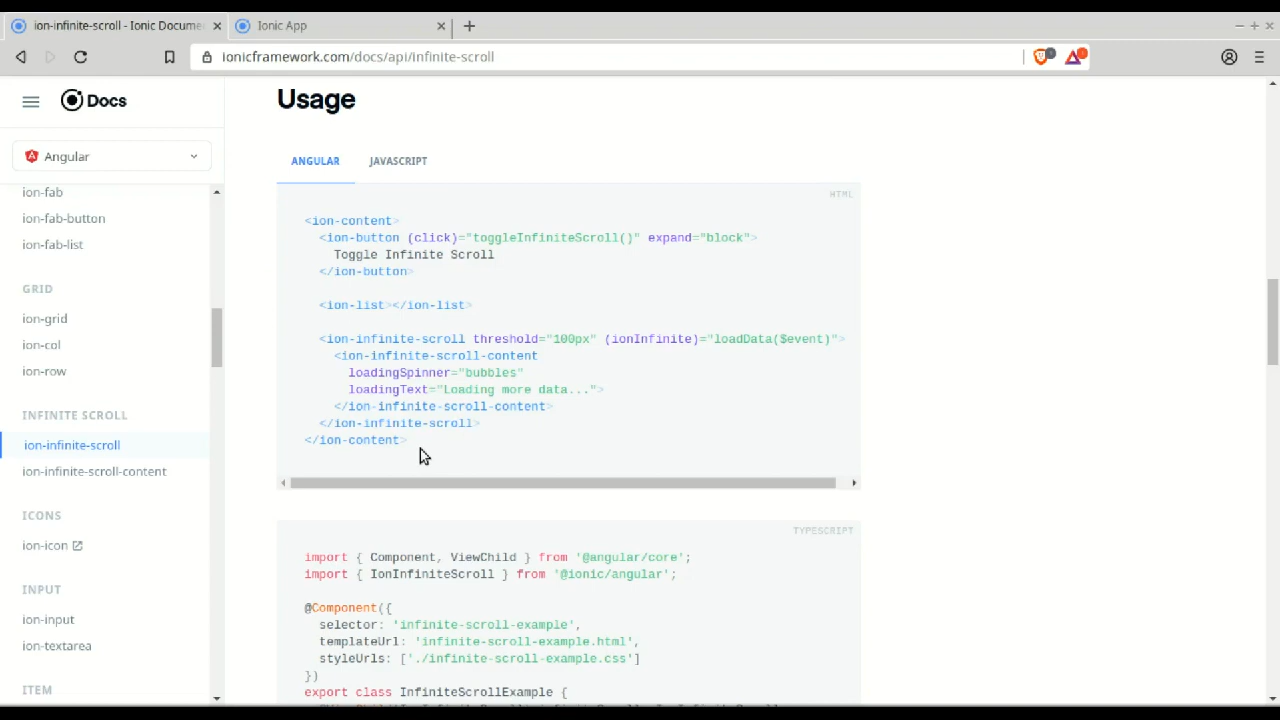 ion-infinite-scroll - Ionic Docume
Ionic App
ionicframework.com/docs/api/infinite-scroll
Docs
Angular
ion-fab
ion-fab-button
ion-fab-list
GRID
ion-grid
ion-col
ion-row
INFINITE SCROLL
ion-infinite-scroll
ion-infinite-scroll-content
ICONS
ion-icon
INPUT
ion-input
ion-textarea
ITEM
Usage
ANGULAR JAVASCRIPT
HTML
<ion-content>
<ion-button (click)="toggleInfiniteScroll()" expand="block">
Toggle Infinite Scroll
</ion-button>
<ion-list></ion-list>
<ion-infinite-scroll threshold="100px" (ionInfinite)="loadData($event)">
<ion-infinite-scroll-content
loadingSpinner="bubbles"
loadingText="Loading more data...">
</ion-infinite-scroll-content>
</ion-infinite-scroll>
</ion-content>
TYPESCRIPT
import { Component, ViewChild } from '@angular/core';
import { IonInfiniteScroll } from '@ionic/angular';
@Component({
selector: 'infinite-scroll-example',
templateUrl: 'infinite-scroll-example.html',
styleUrls: ['./infinite-scroll-example.css']
})
export class InfiniteScrollExample {